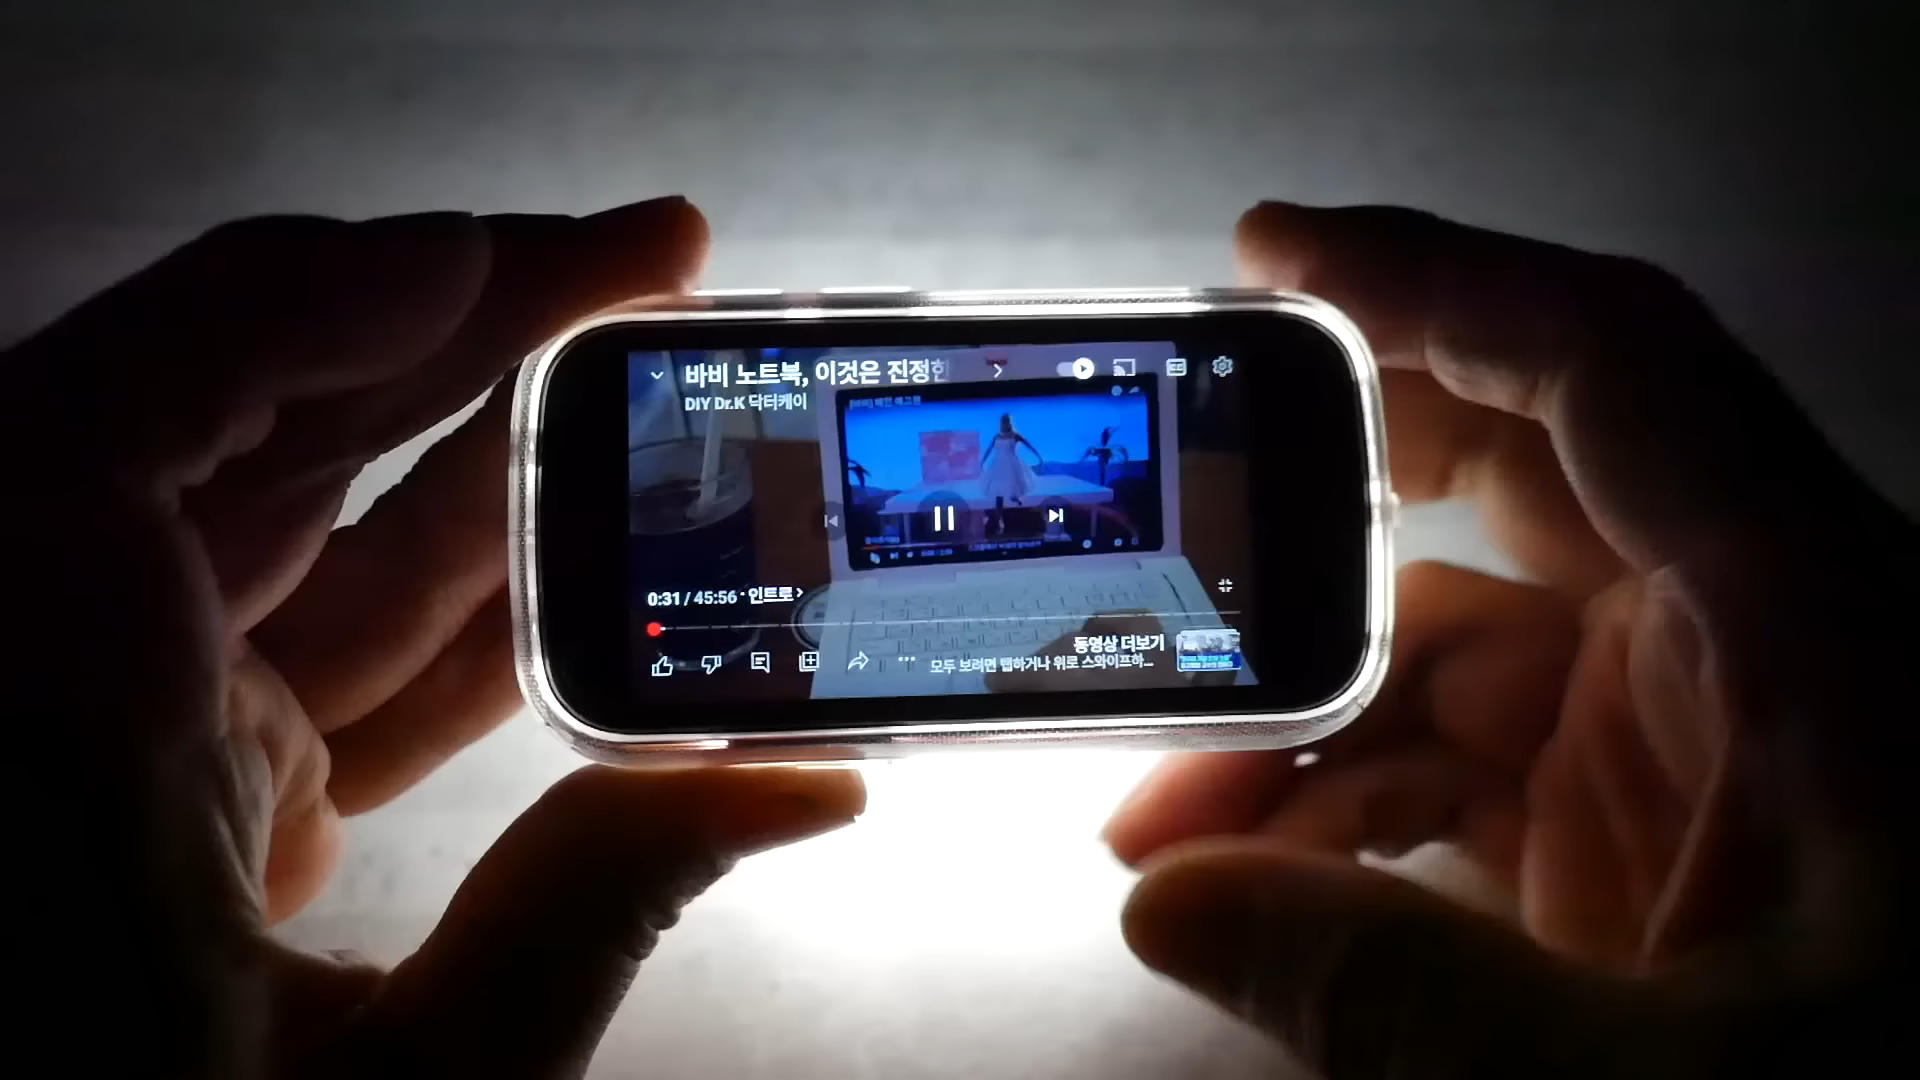 바비 노트북, 이것은 진정한
DIY Dr.K 닥터케이
0:31 / 45:56 · 인트로 >
동영상 더보기
모두 보려면 탭하거나 위로 스와이프하...